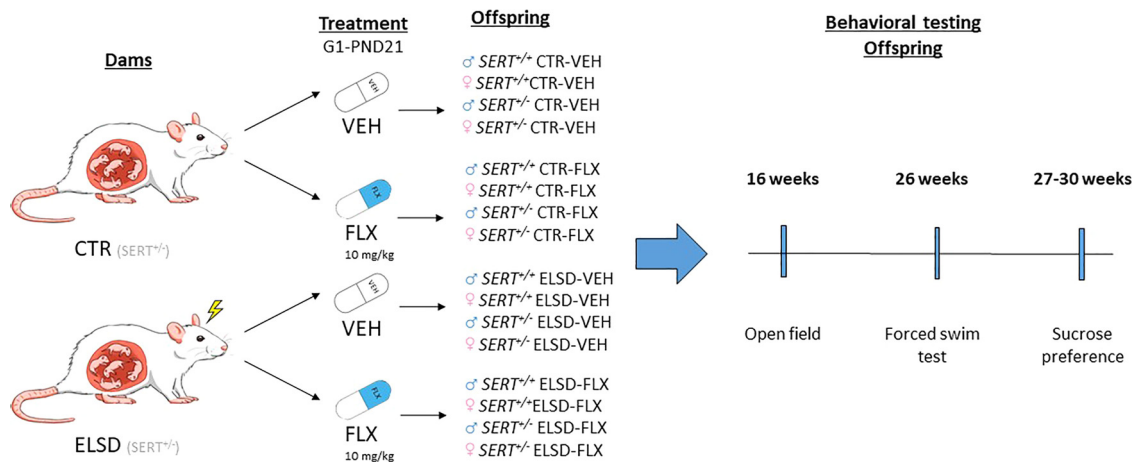 Dams
Treatment
G1-PND21
Offspring
VEH
VEH
♂ SERT+/+ CTR-VEH
♀ SERT+/+CTR-VEH
♂ SERT+/- CTR-VEH
♀ SERT+/- CTR-VEH
FLX
FLX
10 mg/kg
♂ SERT+/+ CTR-FLX
♀ SERT+/+ CTR-FLX
♂ SERT+/- CTR-FLX
♀ SERT+/- CTR-FLX
CTR (SERT+/-)
VEH
VEH
♂ SERT+/+ ELSD-VEH
♀ SERT+/+ ELSD-VEH
♂ SERT+/- ELSD-VEH
♀ SERT+/- ELSD-VEH
FLX
FLX
10 mg/kg
♂ SERT+/+ ELSD-FLX
♀ SERT+/+ELSD-FLX
♂ SERT+/- ELSD-FLX
♀ SERT+/- ELSD-FLX
ELSD (SERT+/-)
Behavioral testing
Offspring
16 weeks
26 weeks
27-30 weeks
Open field
Forced swim
test
Sucrose
preference